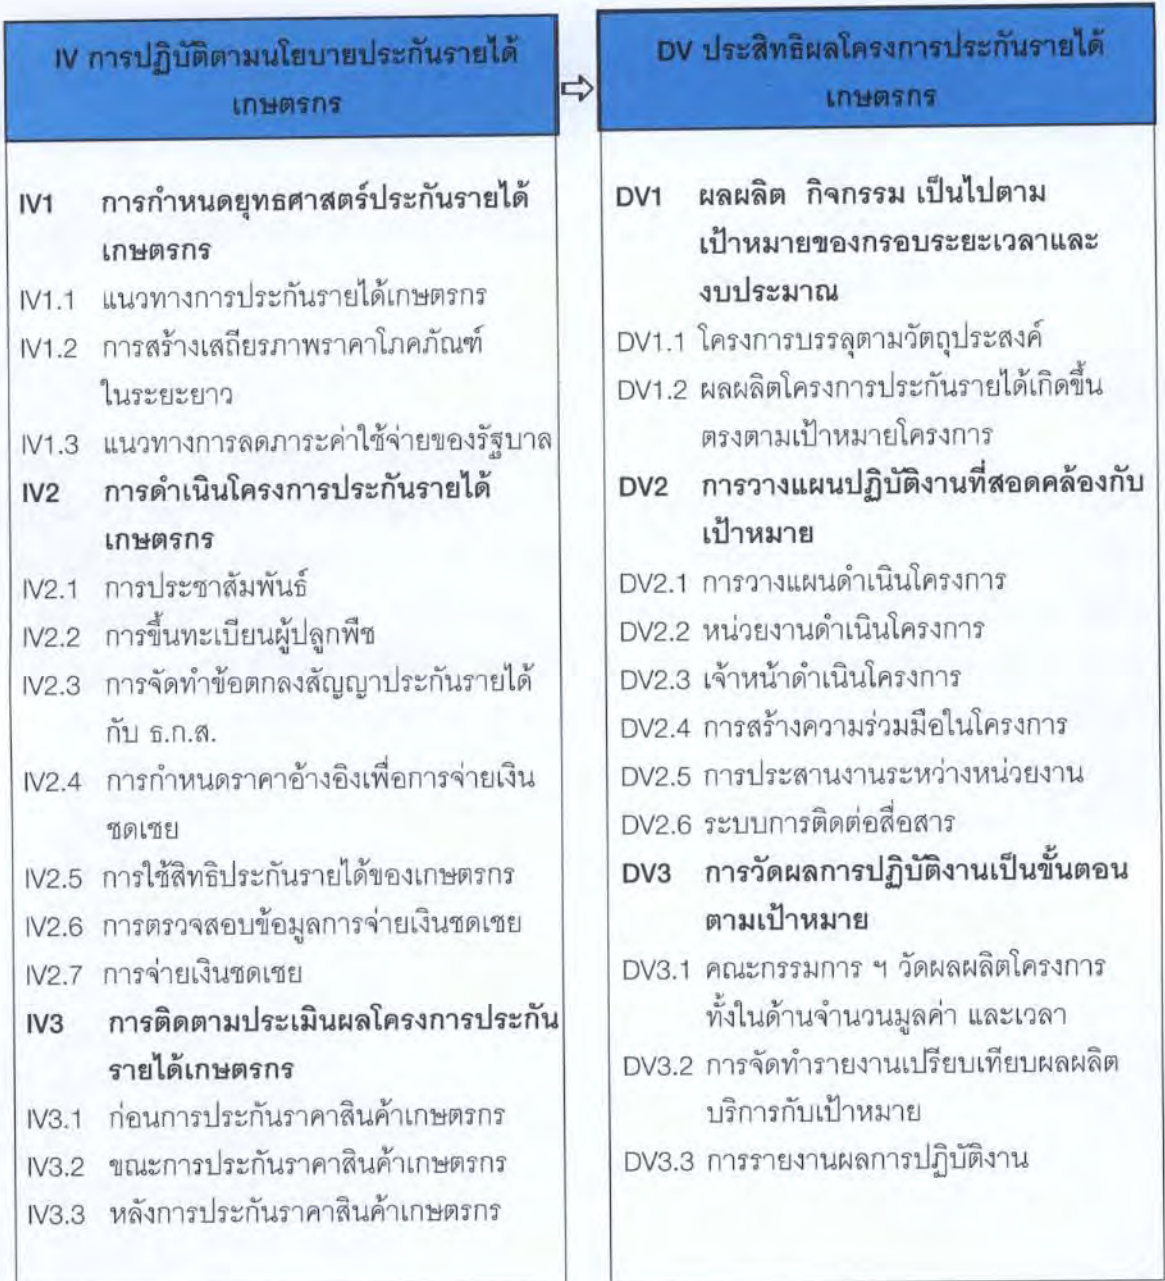 IV การปฏิบัติตามนโยบายประกันรายได้
เกษตรกร
IV1 การกำหนดยุทธศาสตร์ประกันรายได้
เกษตรกร
IV1.1 แนวทางการประกันรายได้เกษตรกร
IV1.2 การสร้างเสถียรภาพราคาโภคภัณฑ์
ในระยะยาว
IV1.3 แนวทางการลดภาระค่าใช้จ่ายของรัฐบาล
IV2 การดำเนินโครงการประกันรายได้
เกษตรกร
IV2.1 การประชาสัมพันธ์
IV2.2 การขึ้นทะเบียนผู้ปลูกพืช
IV2.3 การจัดทำข้อตกลงสัญญาประกันรายได้
กับ ธ.ก.ส.
IV2.4 การกำหนดราคาอ้างอิงเพื่อการจ่ายเงิน
ชดเชย
IV2.5 การใช้สิทธิประกันรายได้ของเกษตรกร
IV2.6 การตรวจสอบข้อมูลการจ่ายเงินชดเชย
IV2.7 การจ่ายเงินชดเชย
IV3 การติดตามประเมินผลโครงการประกัน
รายได้เกษตรกร
IV3.1 ก่อนการประกันราคาสินค้าเกษตรกร
IV3.2 ขณะการประกันราคาสินค้าเกษตรกร
IV3.3 หลังการประกันราคาสินค้าเกษตรกร
DV ประสิทธิผลโครงการประกันรายได้
เกษตรกร
DV1 ผลผลิต กิจกรรม เป็นไปตาม
เป้าหมายของกรอบระยะเวลาและ
งบประมาณ
DV1.1 โครงการบรรลุตามวัตถุประสงค์
DV1.2 ผลผลิตโครงการประกันรายได้เกิดขึ้น
ตรงตามเป้าหมายโครงการ
DV2 การวางแผนปฏิบัติงานที่สอดคล้องกับ
เป้าหมาย
DV2.1 การวางแผนดำเนินโครงการ
DV2.2 หน่วยงานดำเนินโครงการ
DV2.3 เจ้าหน้าดำเนินโครงการ
DV2.4 การสร้างความร่วมมือในโครงการ
DV2.5 การประสานงานระหว่างหน่วยงาน
DV2.6 ระบบการติดต่อสื่อสาร
DV3 การวัดผลการปฏิบัติงานเป็นขั้นตอน
ตามเป้าหมาย
DV3.1 คณะกรรมการ ฯ วัดผลผลิตโครงการ
ทั้งในด้านจำนวนมูลค่า และเวลา
DV3.2 การจัดทำรายงานเปรียบเทียบผลผลิต
บริการกับเป้าหมาย
DV3.3 การรายงานผลการปฏิบัติงาน